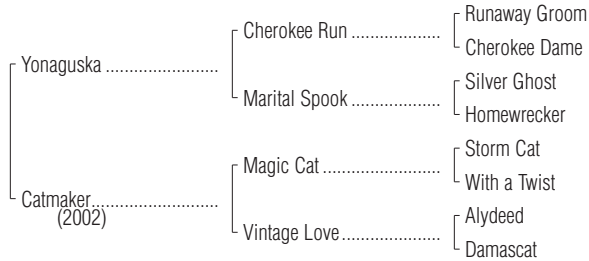 Runaway Groom
Cherokee Run ..................
Cherokee Dame
Yonaguska .......................
Silver Ghost
Marital Spook ..................
Homewrecker
Storm Cat
Magic Cat ........................
With a Twist
Catmaker..........................
(2002)
Alydeed
Vintage Love....................
Damascat